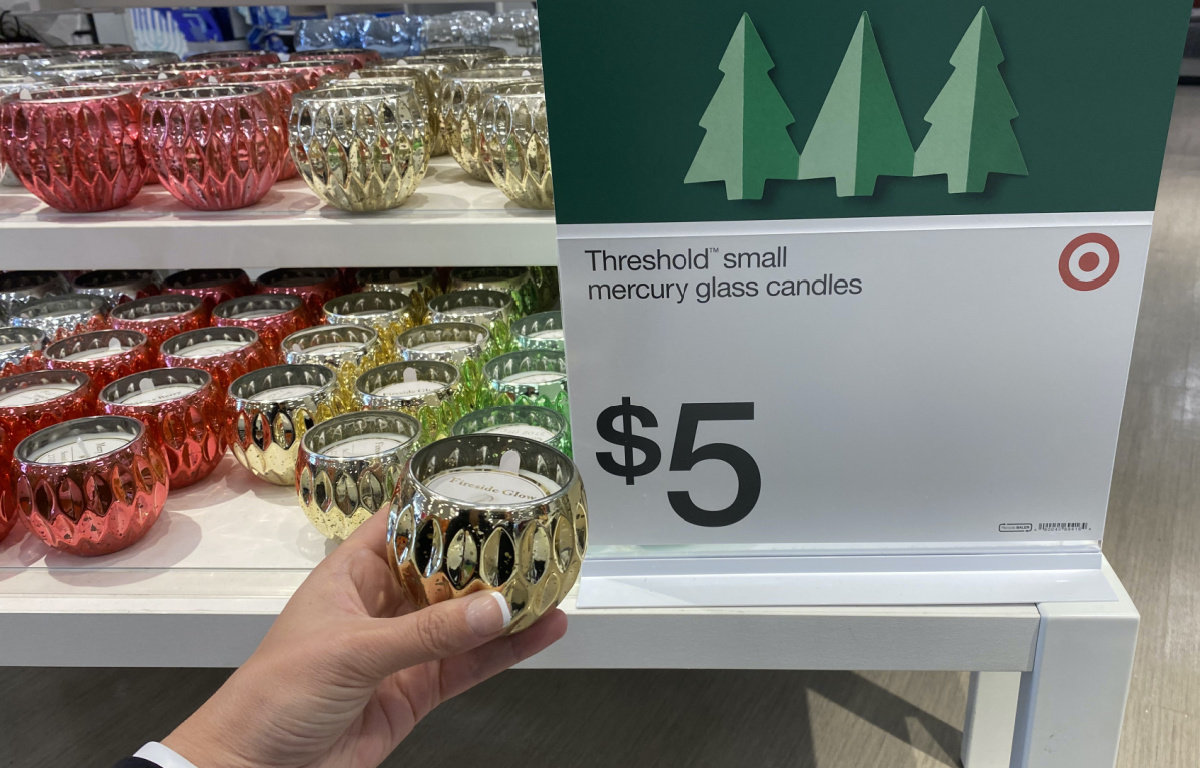 Threshold™ small
mercury glass candles
$5
Fireside Glow